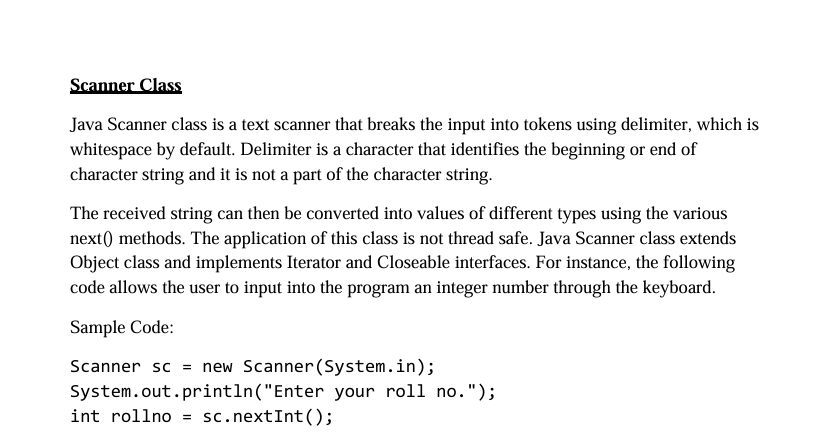 Scanner Class
Java Scanner class is a text scanner that breaks the input into tokens using delimiter, which is
whitespace by default. Delimiter is a character that identifies the beginning or end of
character string and it is not a part of the character string.
The received string can then be converted into values of different types using the various
next() methods. The application of this class is not thread safe. Java Scanner class extends
Object class and implements Iterator and Closeable interfaces. For instance, the following
code allows the user to input into the program an integer number through the keyboard.
Sample Code:
Scanner sc = new Scanner(System.in);
System.out.println("Enter your roll no.");
int rollno = sc.nextInt();